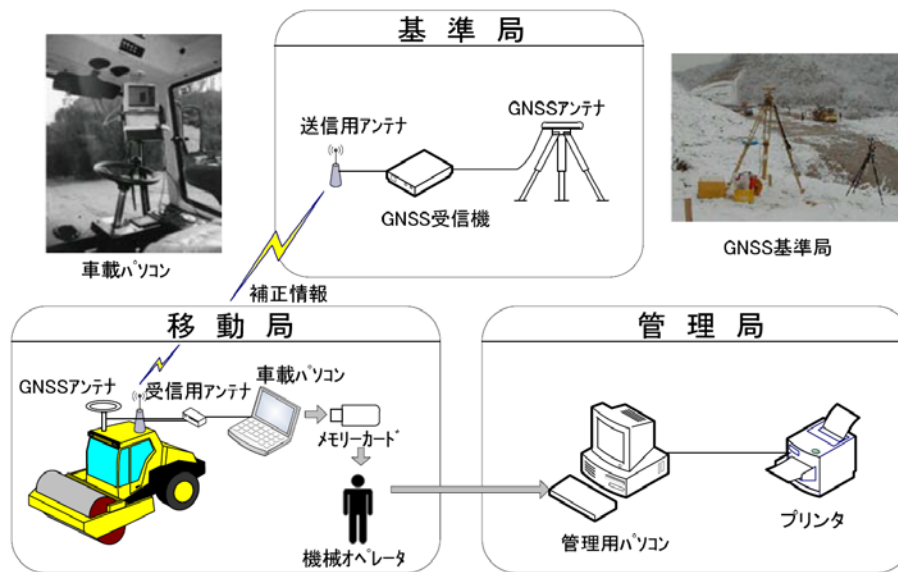 基準局
送信用アンテナ
GNSSアンテナ
GNSS受信機
車載パソコン
GNSS基準局
補正情報
移動局
管理局
GNSSアンテナ
受信用アンテナ
車載パソコン
メモリーカード
機械オペレータ
管理用パソコン
プリンタ